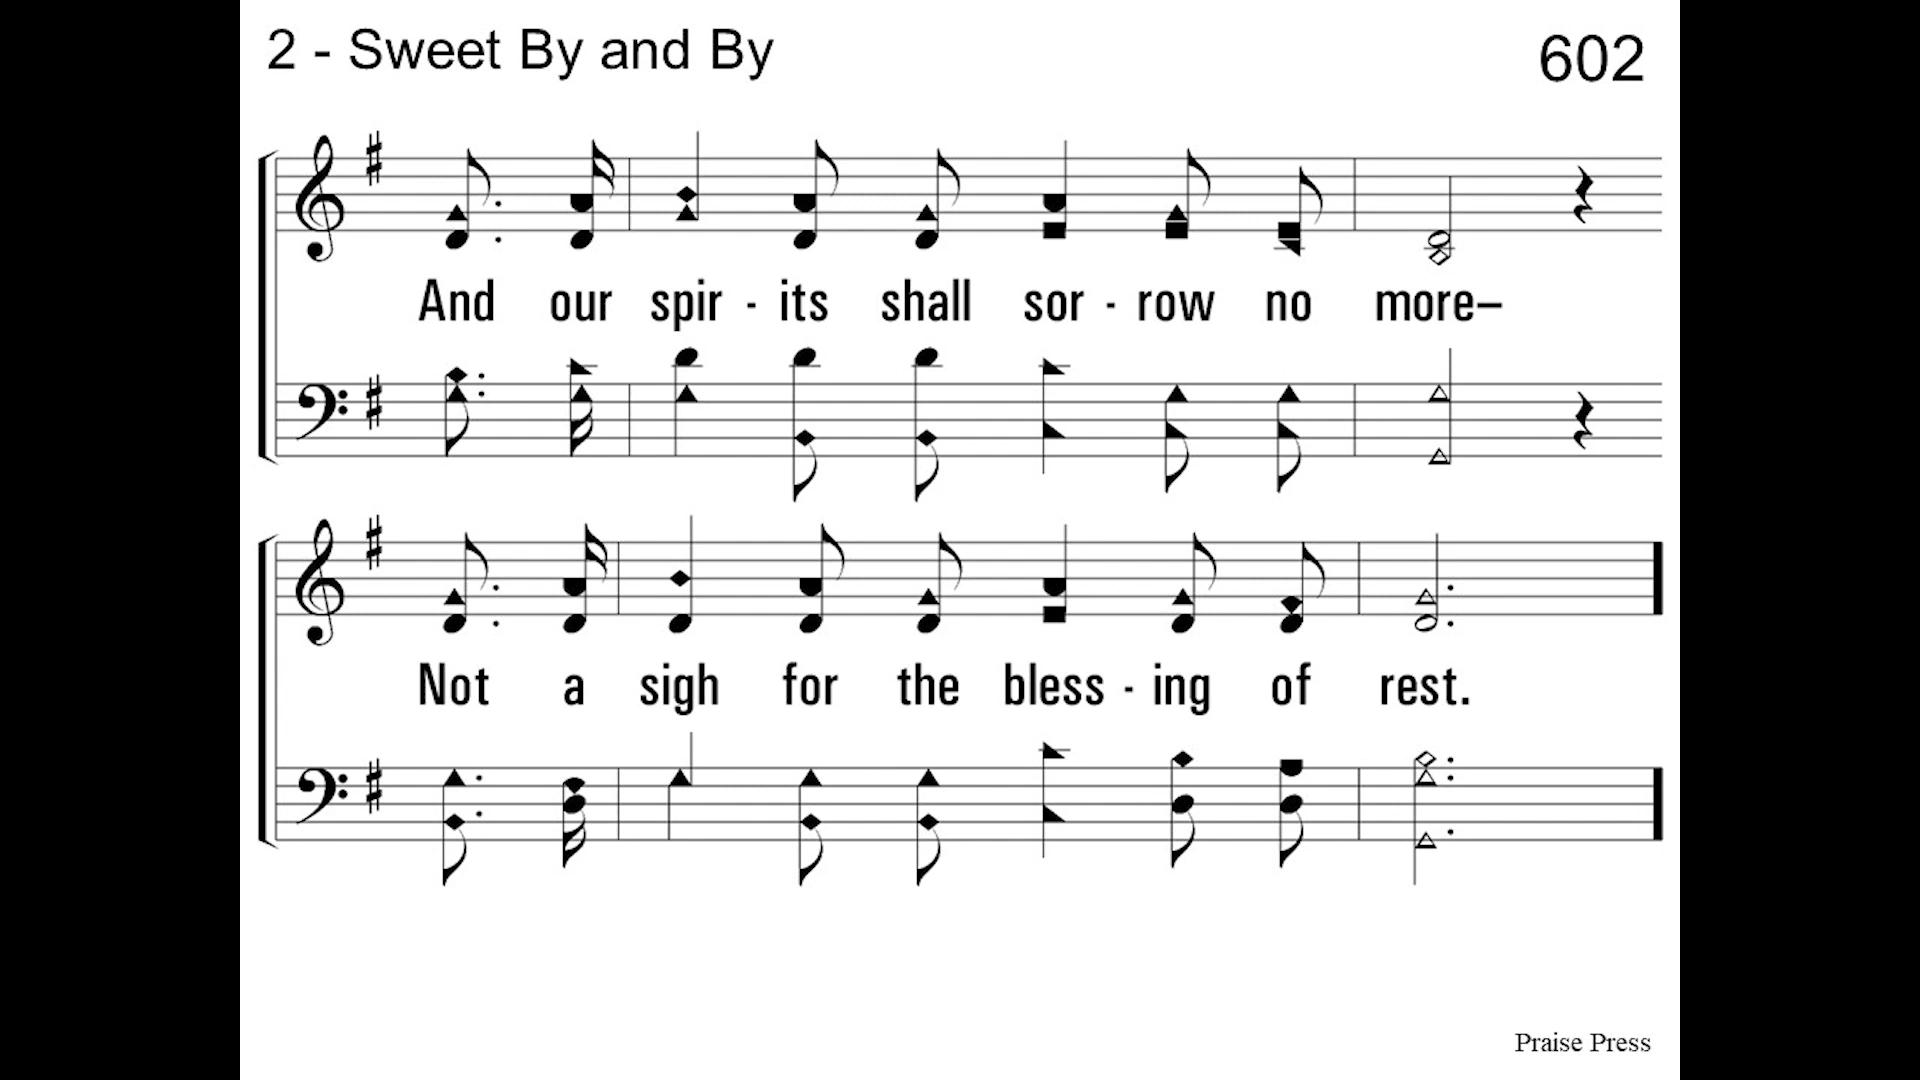 2 - Sweet By and By
602
And our spir - its shall sor - row no more–
Not a sigh for the bless - ing of rest.
Praise Press